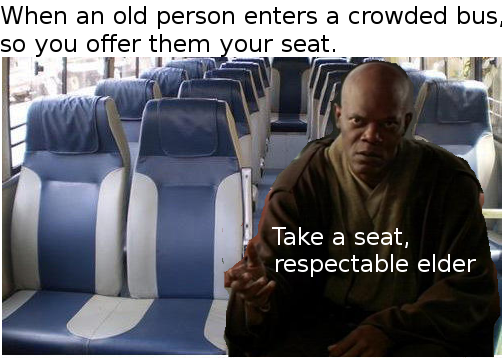 When an old person enters a crowded bus,
so you offer them your seat.
Take a seat,
respectable elder